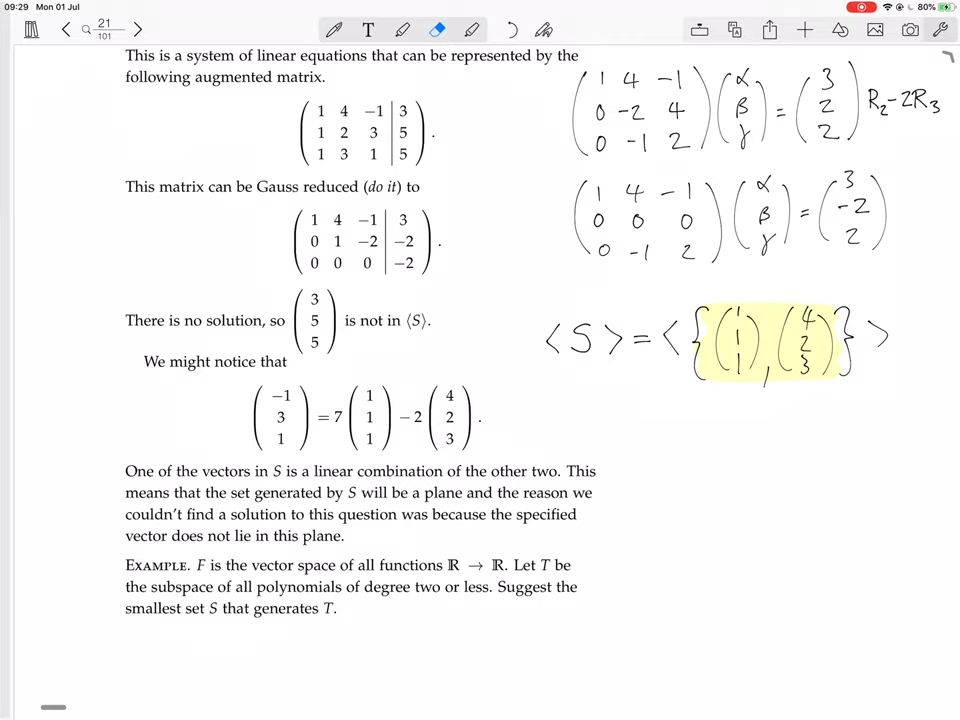 09:29 Mon 01 Jul
80%
21
101
T
This is a system of linear equations that can be represented by the
following augmented matrix.
1 4 −1 | 3
1 2 3 | 5
1 3 1 | 5 .
This matrix can be Gauss reduced (do it) to
1 4 −1 | 3
0 1 −2 | −2
0 0 0 | −2 .
There is no solution, so ( 3 5 5 ) is not in ⟨S⟩.
We might notice that
( −1 3 1 ) = 7 ( 1 1 1 ) − 2 ( 4 2 3 ) .
One of the vectors in S is a linear combination of the other two. This
means that the set generated by S will be a plane and the reason we
couldn't find a solution to this question was because the specified
vector does not lie in this plane.
EXAMPLE. F is the vector space of all functions ℝ → ℝ. Let T be
the subspace of all polynomials of degree two or less. Suggest the
smallest set S that generates T.
( 1 4 −1 ) ( α ) ( 3 )
( 0 −2 4 ) ( β ) = ( 2 ) R₂−2R₃
( 0 −1 2 ) ( γ ) ( 2 )
( 1 4 −1 ) ( α ) ( 3 )
( 0 0 0 ) ( β ) = ( −2 )
( 0 −1 2 ) ( γ ) ( 2 )
⟨S⟩ = ⟨{ ( 1 1 1 ) , ( 4 2 3 ) }⟩